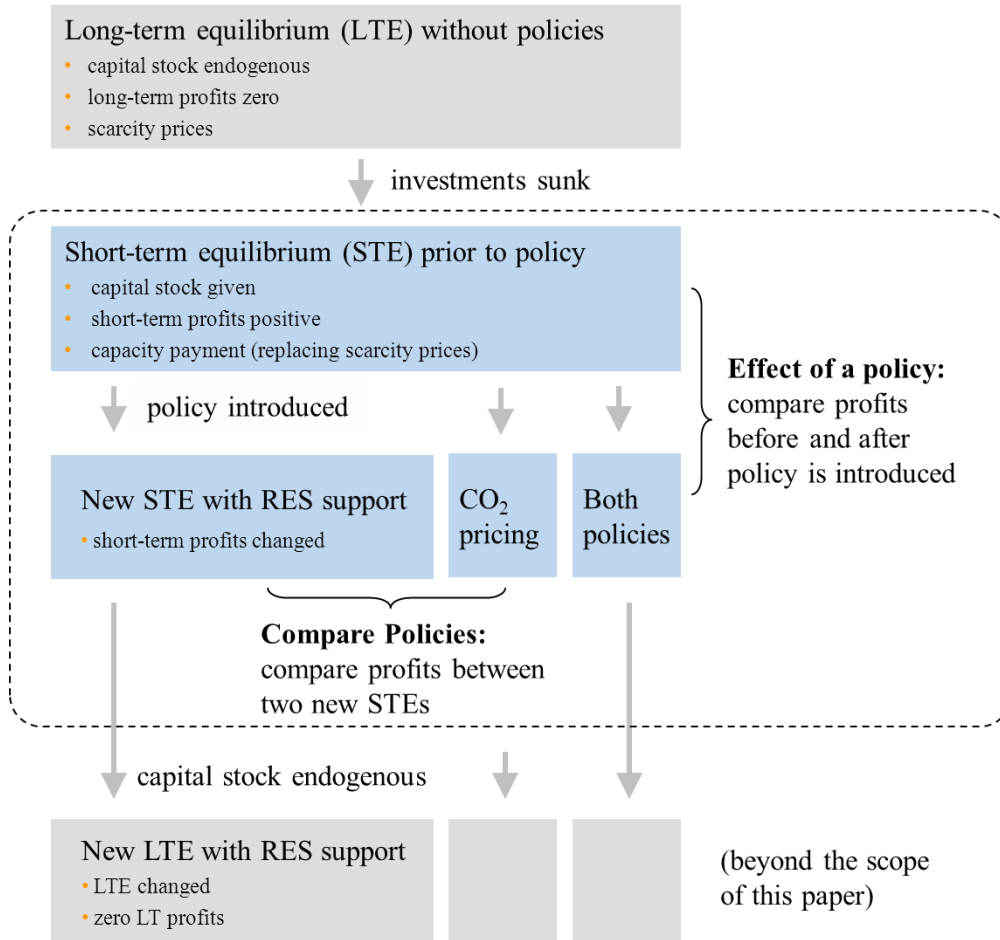 Long-term equilibrium (LTE) without policies
• capital stock endogenous
• long-term profits zero
• scarcity prices
investments sunk
Short-term equilibrium (STE) prior to policy
• capital stock given
• short-term profits positive
• capacity payment (replacing scarcity prices)
policy introduced
Effect of a policy:
compare profits
before and after
policy is introduced
New STE with RES support
• short-term profits changed
CO₂
pricing
Both
policies
Compare Policies:
compare profits between
two new STEs
capital stock endogenous
New LTE with RES support
• LTE changed
• zero LT profits
(beyond the scope
of this paper)